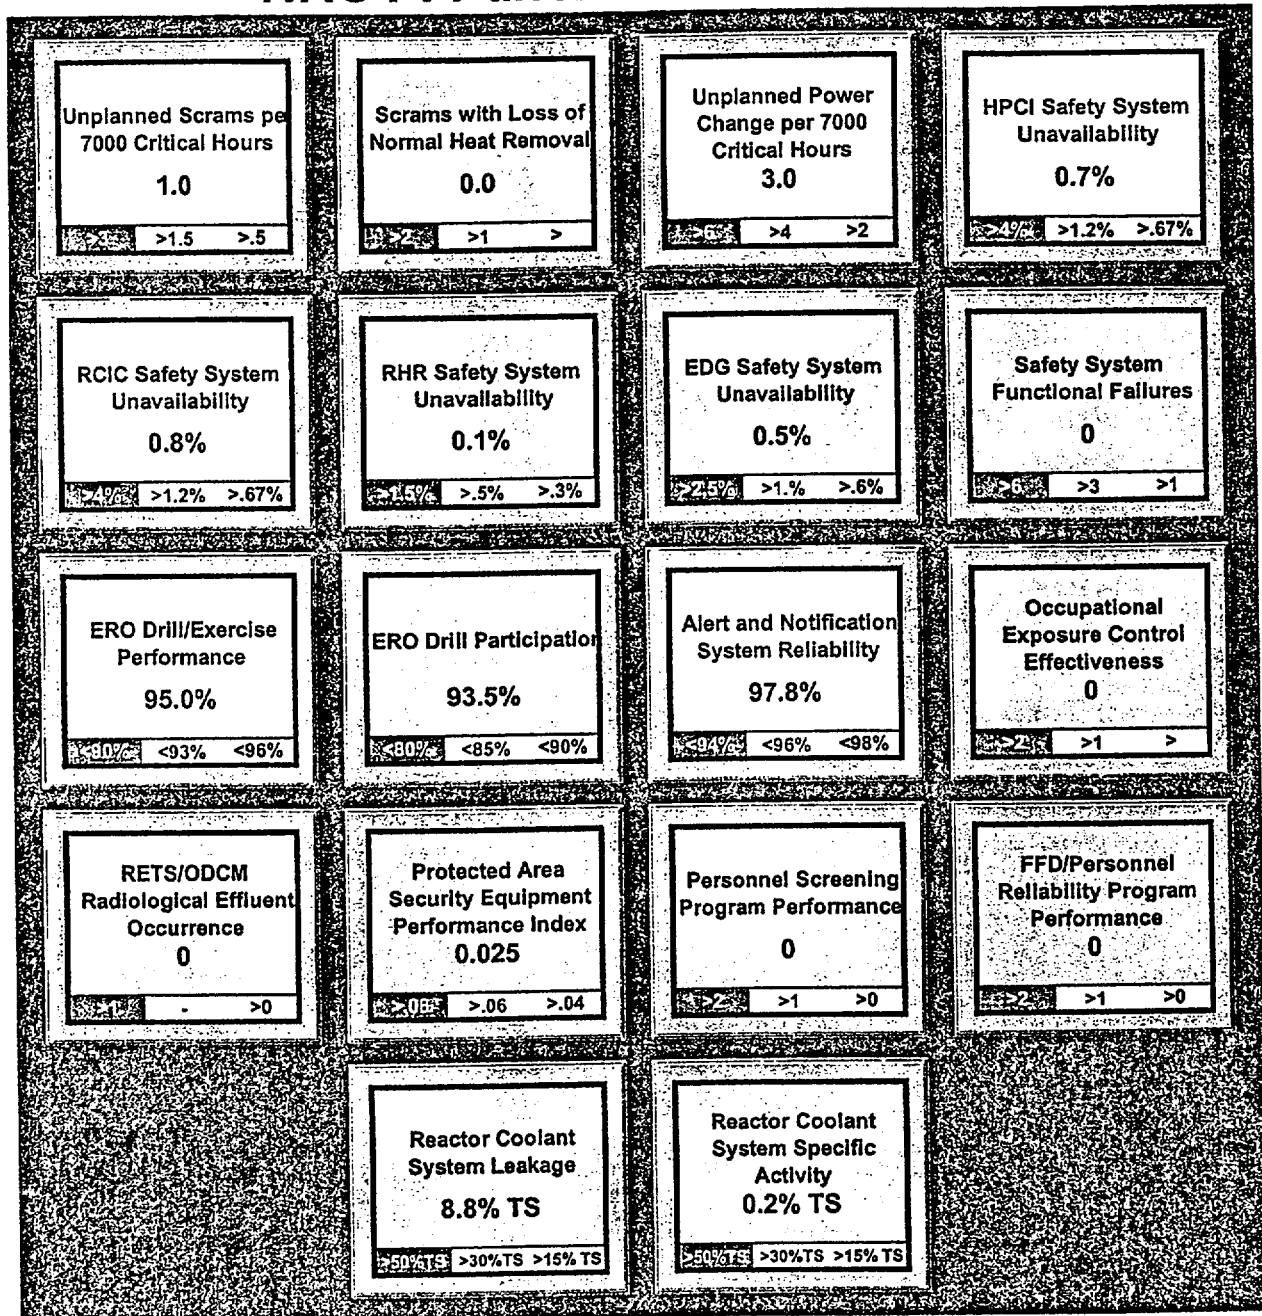 Unplanned Scrams pe
7000 Critical Hours
1.0
>1.5 >.5
Scrams with Loss of
Normal Heat Removal
0.0
>2 >1 >
Unplanned Power
Change per 7000
Critical Hours
3.0
>6 >4 >2
HPCI Safety System
Unavailability
0.7%
>4% >1.2% >.67%
RCIC Safety System
Unavailability
0.8%
>4% >1.2% >.67%
RHR Safety System
Unavailability
0.1%
>1.5% >.5% >.3%
EDG Safety System
Unavailability
0.5%
>2.5% >1.% >.6%
Safety System
Functional Failures
0
>6 >3 >1
ERO Drill/Exercise
Performance
95.0%
<90% <93% <96%
ERO Drill Participation
93.5%
<80% <85% <90%
Alert and Notification
System Reliability
97.8%
<94% <96% <98%
Occupational
Exposure Control
Effectiveness
0
>2 >1 >
RETS/ODCM
Radiological Effluent
Occurrence
0
>1 - >0
Protected Area
Security Equipment
Performance Index
0.025
>.08 >.06 >.04
Personnel Screening
Program Performance
0
>2 >1 >0
FFD/Personnel
Reliability Program
Performance
0
>2 >1 >0
Reactor Coolant
System Leakage
8.8% TS
>50%TS >30%TS >15% TS
Reactor Coolant
System Specific
Activity
0.2% TS
>50%TS >30%TS >15% TS